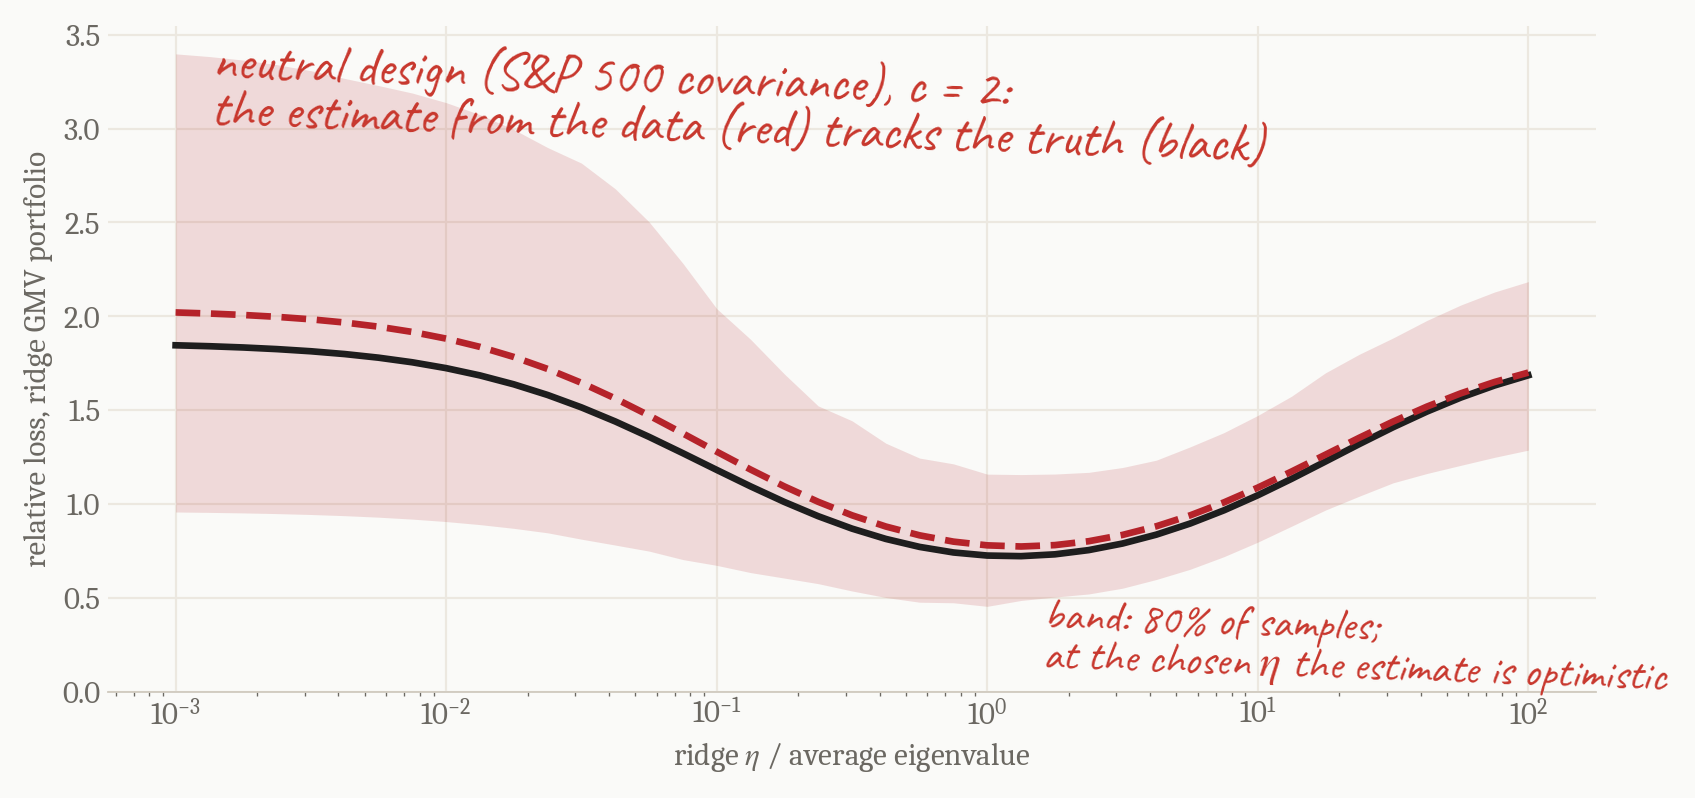 neutral design (S&P 500 covariance), c = 2:
the estimate from the data (red) tracks the truth (black)
3.5
3.0
2.5
2.0
1.5
1.0
0.5
0.0
relative loss, ridge GMV portfolio
band: 80% of samples;
at the chosen η the estimate is optimistic
10⁻³ 10⁻² 10⁻¹ 10⁰ 10¹ 10²
ridge η / average eigenvalue